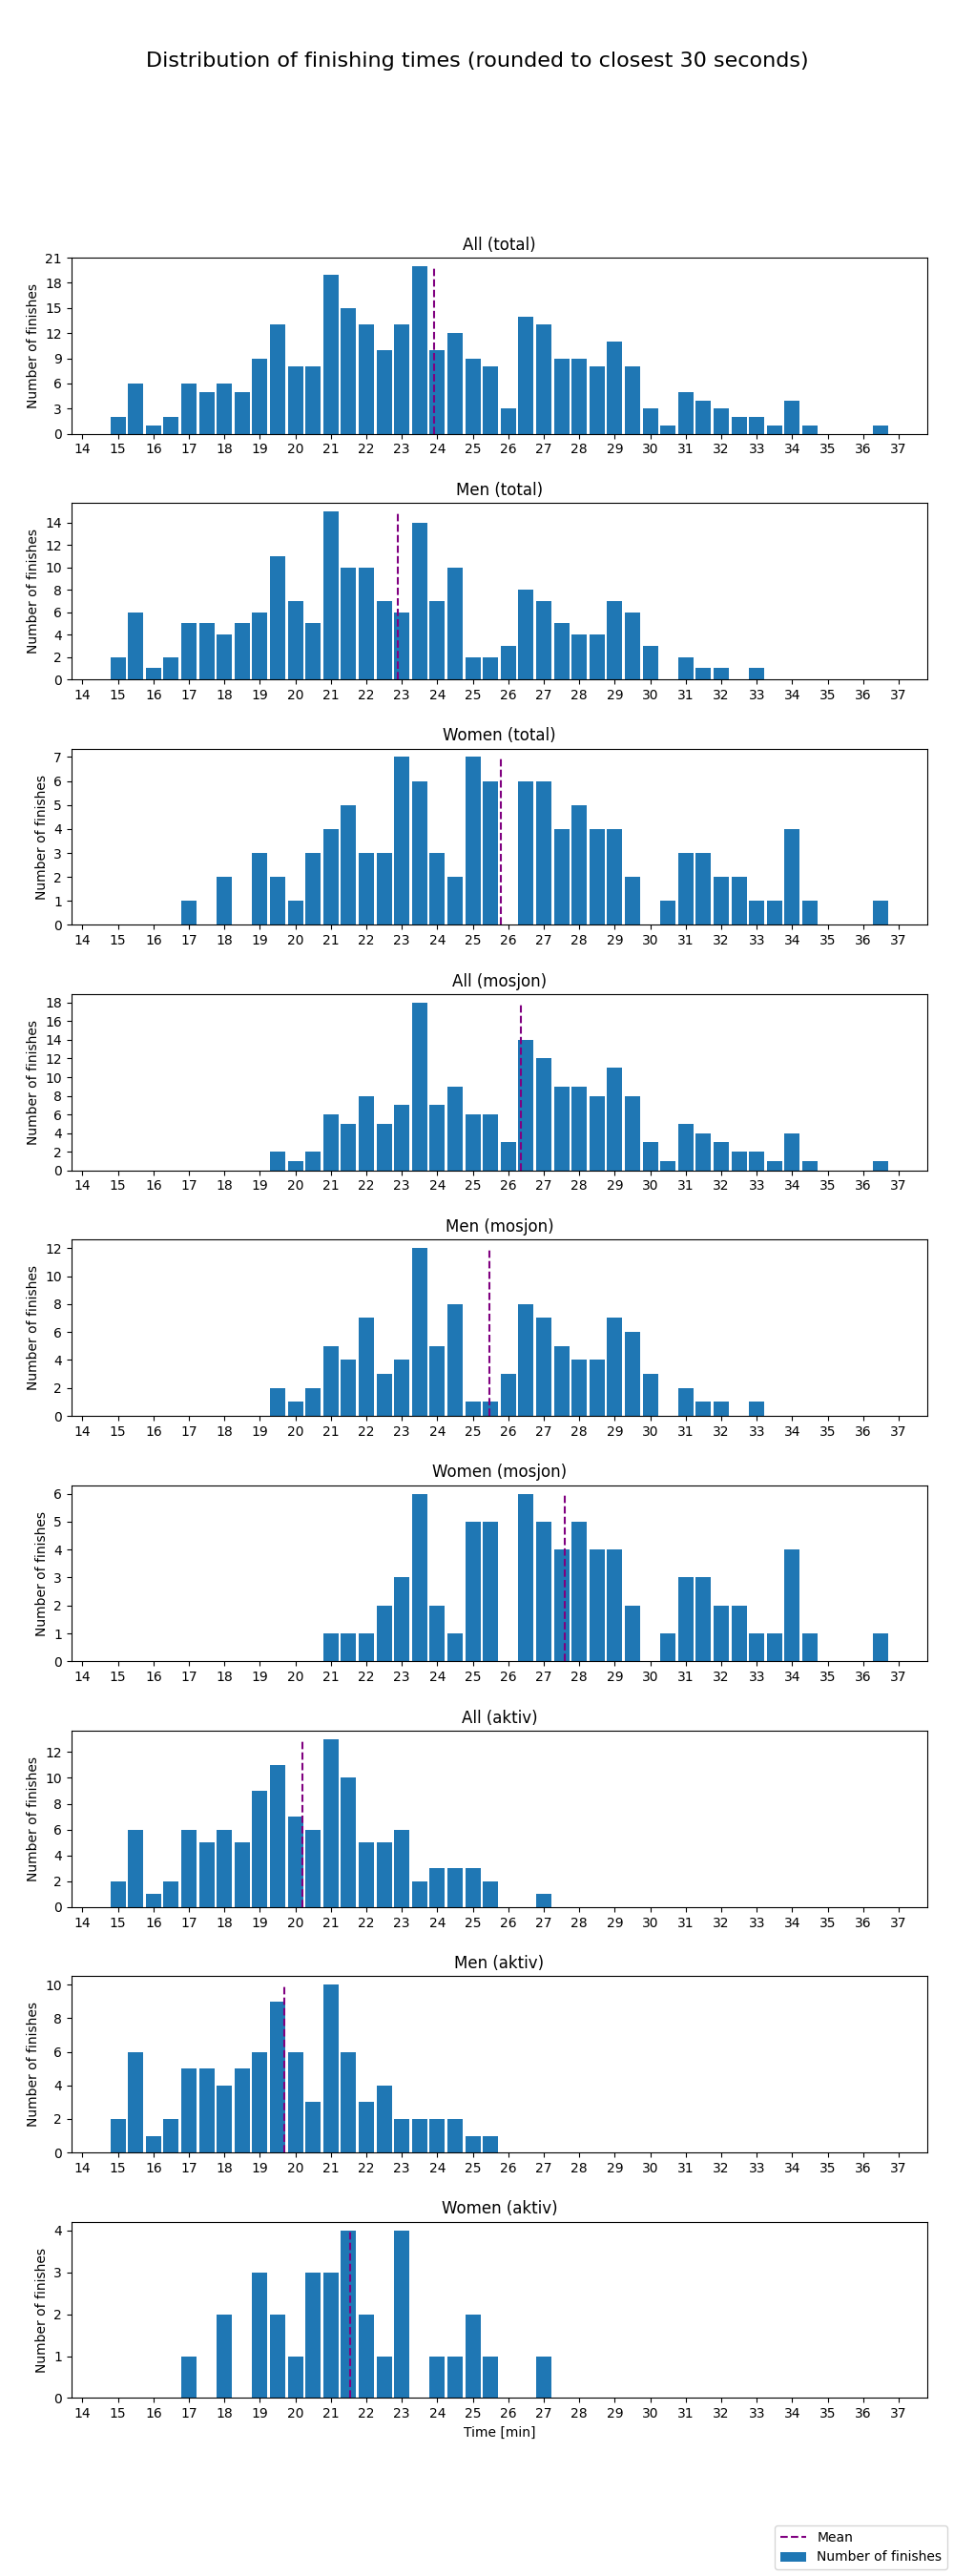 Distribution of finishing times (rounded to closest 30 seconds)
All (total)
Number of finishes
21
18
15
12
9
6
3
0
14 15 16 17 18 19 20 21 22 23 24 25 26 27 28 29 30 31 32 33 34 35 36 37
Men (total)
Number of finishes
14
12
10
8
6
4
2
0
14 15 16 17 18 19 20 21 22 23 24 25 26 27 28 29 30 31 32 33 34 35 36 37
Women (total)
Number of finishes
7
6
5
4
3
2
1
0
14 15 16 17 18 19 20 21 22 23 24 25 26 27 28 29 30 31 32 33 34 35 36 37
All (mosjon)
Number of finishes
18
16
14
12
10
8
6
4
2
0
14 15 16 17 18 19 20 21 22 23 24 25 26 27 28 29 30 31 32 33 34 35 36 37
Men (mosjon)
Number of finishes
12
10
8
6
4
2
0
14 15 16 17 18 19 20 21 22 23 24 25 26 27 28 29 30 31 32 33 34 35 36 37
Women (mosjon)
Number of finishes
6
5
4
3
2
1
0
14 15 16 17 18 19 20 21 22 23 24 25 26 27 28 29 30 31 32 33 34 35 36 37
All (aktiv)
Number of finishes
12
10
8
6
4
2
0
14 15 16 17 18 19 20 21 22 23 24 25 26 27 28 29 30 31 32 33 34 35 36 37
Men (aktiv)
Number of finishes
10
8
6
4
2
0
14 15 16 17 18 19 20 21 22 23 24 25 26 27 28 29 30 31 32 33 34 35 36 37
Women (aktiv)
Number of finishes
4
3
2
1
0
14 15 16 17 18 19 20 21 22 23 24 25 26 27 28 29 30 31 32 33 34 35 36 37
Time [min]
Mean
Number of finishes